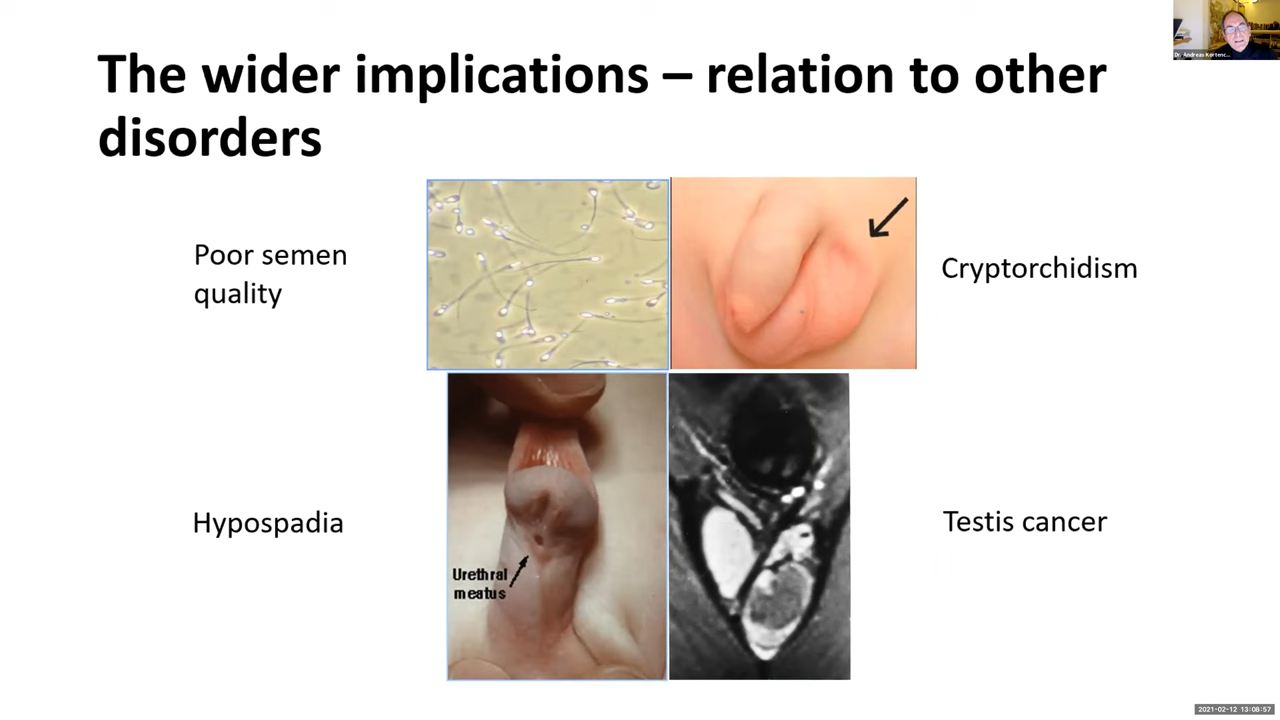 Dr. Andreas Kortenc...
The wider implications – relation to other
disorders
Poor semen
quality
Cryptorchidism
Hypospadia
Urethral
meatus
Testis cancer
2021-02-12 13:08:57